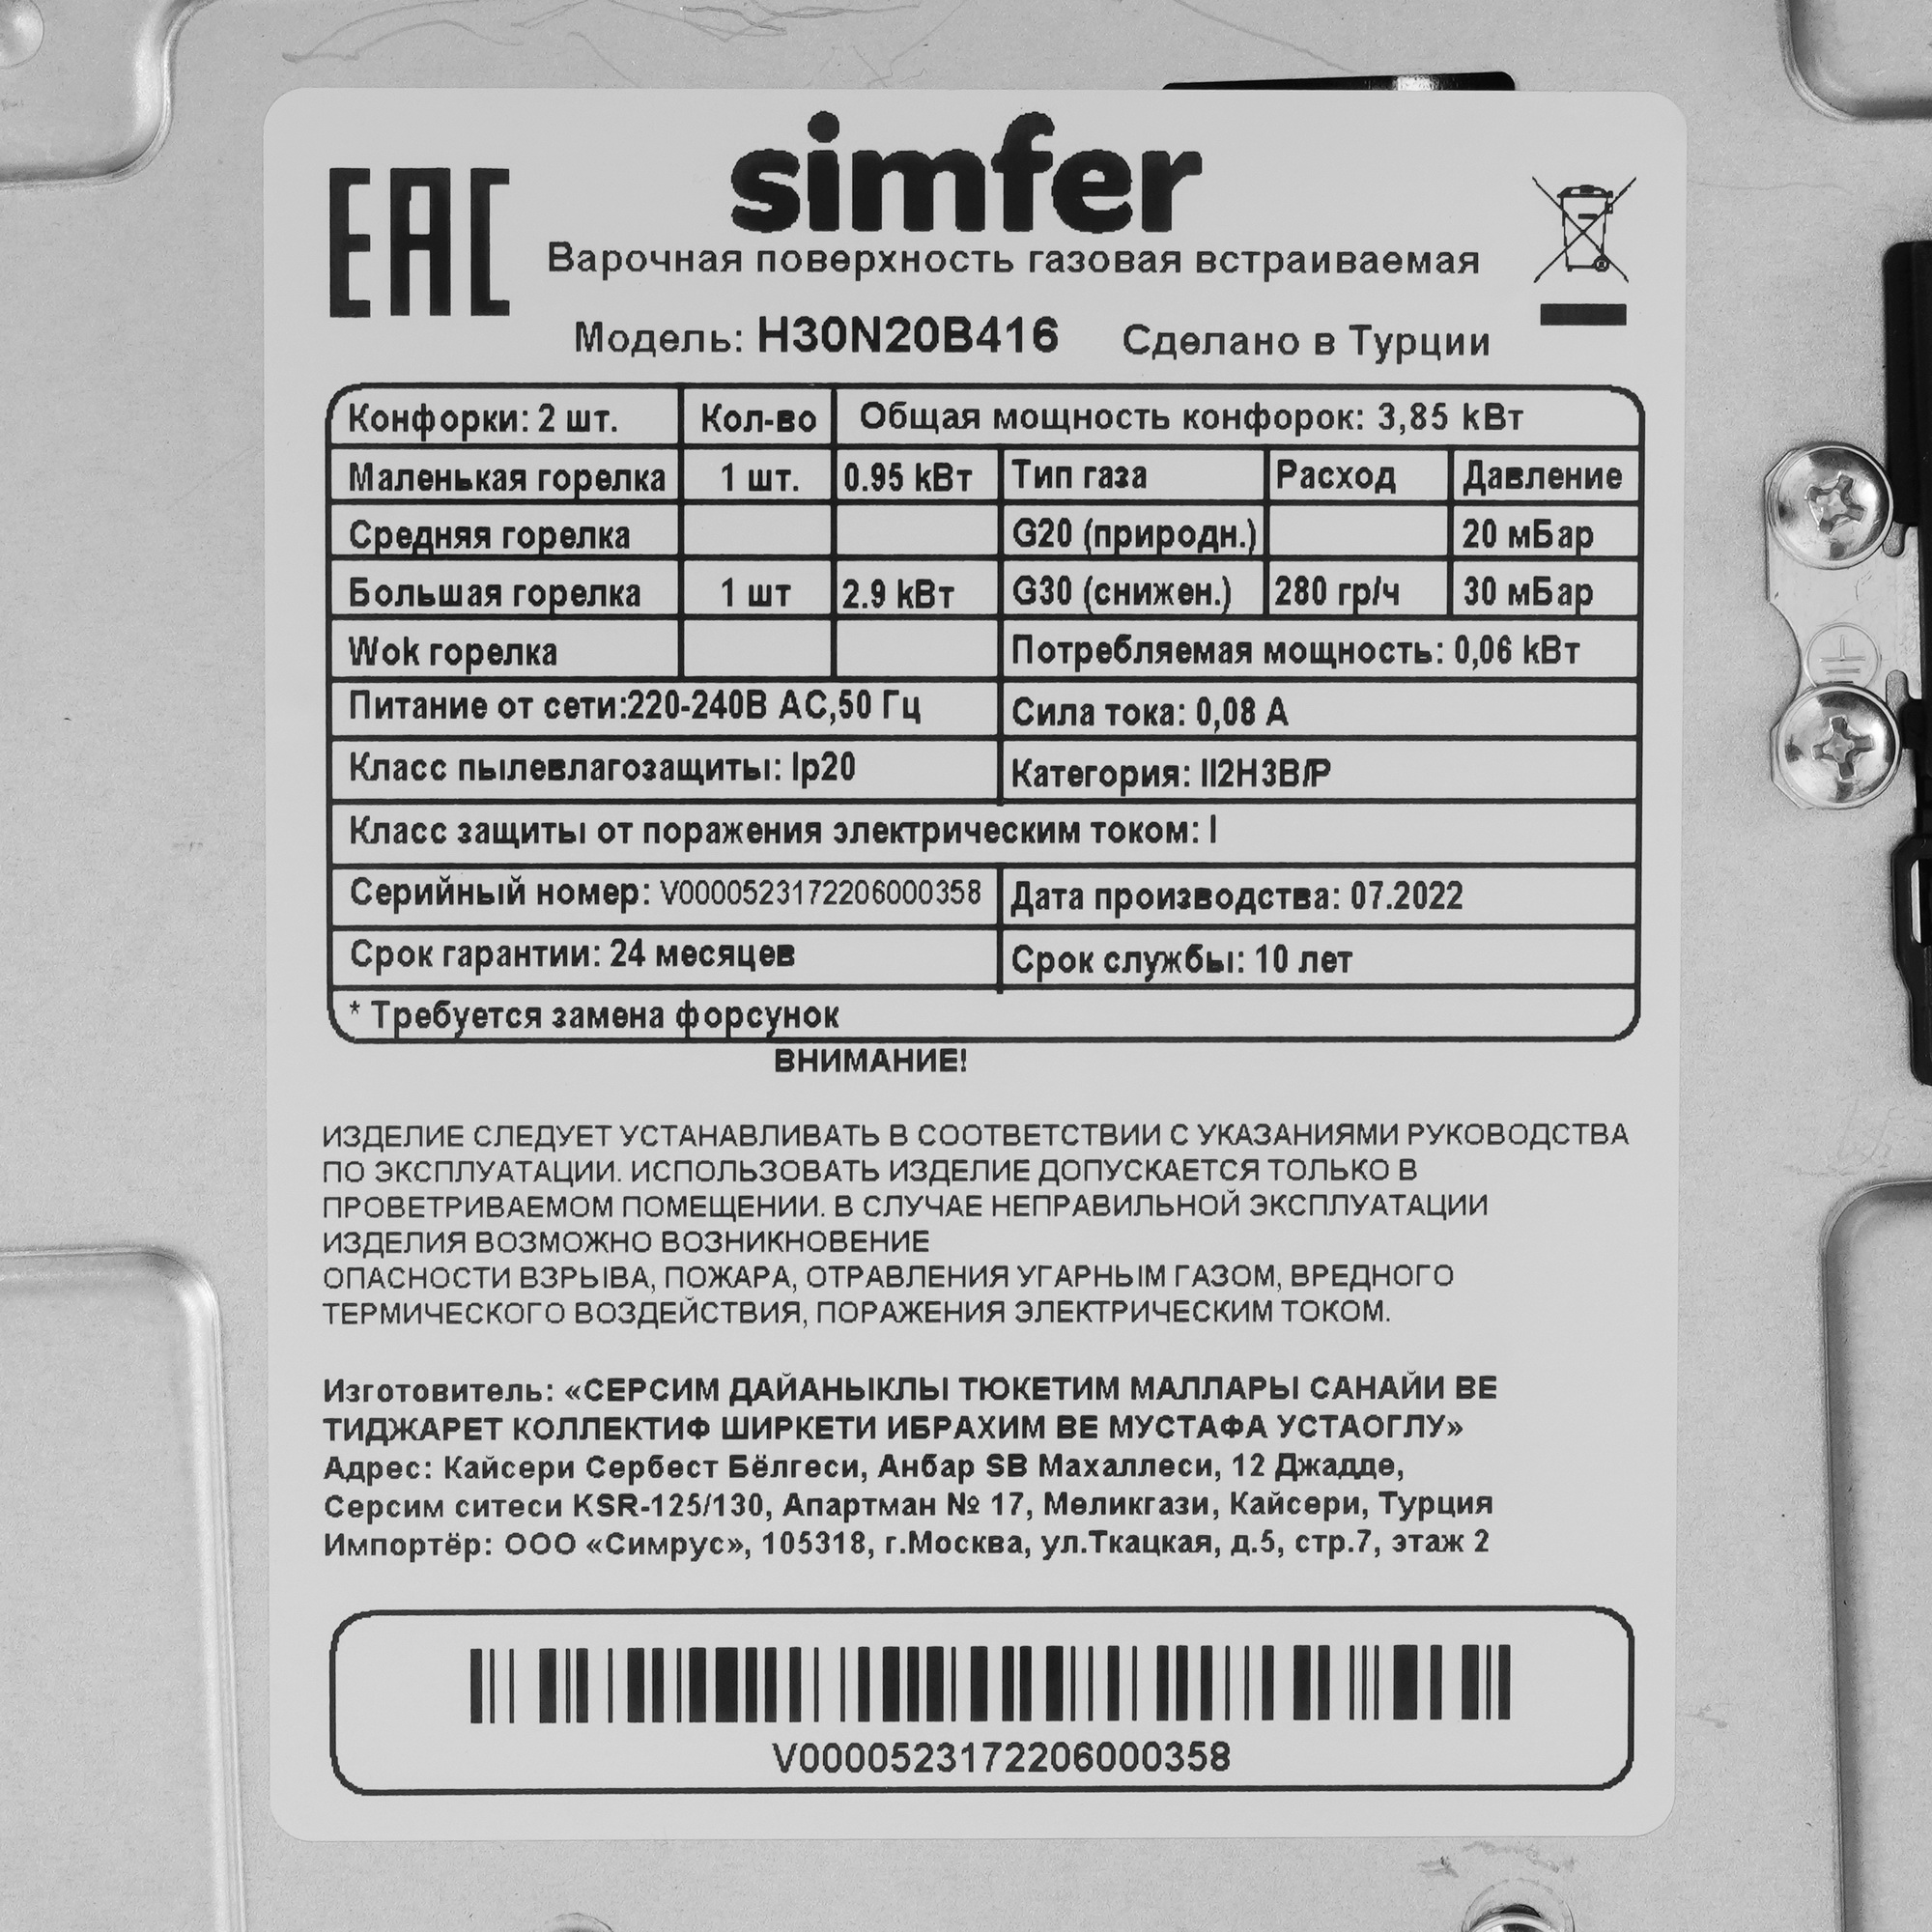 simfer
EAC
Варочная поверхность газовая встраиваемая
Модель: H30N20B416 Сделано в Турции
Конфорки: 2 шт. Кол-во Общая мощность конфорок: 3,85 kВт
Маленькая горелка 1 шт. 0.95 kВт Тип газа Расход Давление
Средняя горелка G20 (природн.) 20 мБар
Большая горелка 1 шт 2.9 kВт G30 (снижен.) 280 гр/ч 30 мБар
Wok горелка Потребляемая мощность: 0,06 kВт
Питание от сети:220-240В АС,50 Гц Сила тока: 0,08 А
Класс пылевлагозащиты: Ip20 Категория: II2H3B/P
Класс защиты от поражения электрическим током: I
Серийный номер: V0000523172206000358 Дата производства: 07.2022
Срок гарантии: 24 месяцев Срок службы: 10 лет
* Требуется замена форсунок
ВНИМАНИЕ!
ИЗДЕЛИЕ СЛЕДУЕТ УСТАНАВЛИВАТЬ В СООТВЕТСТВИИ С УКАЗАНИЯМИ РУКОВОДСТВА
ПО ЭКСПЛУАТАЦИИ. ИСПОЛЬЗОВАТЬ ИЗДЕЛИЕ ДОПУСКАЕТСЯ ТОЛЬКО В
ПРОВЕТРИВАЕМОМ ПОМЕЩЕНИИ. В СЛУЧАЕ НЕПРАВИЛЬНОЙ ЭКСПЛУАТАЦИИ
ИЗДЕЛИЯ ВОЗМОЖНО ВОЗНИКНОВЕНИЕ
ОПАСНОСТИ ВЗРЫВА, ПОЖАРА, ОТРАВЛЕНИЯ УГАРНЫМ ГАЗОМ, ВРЕДНОГО
ТЕРМИЧЕСКОГО ВОЗДЕЙСТВИЯ, ПОРАЖЕНИЯ ЭЛЕКТРИЧЕСКИМ ТОКОМ.
Изготовитель: «СЕРСИМ ДАЙАНЫКЛЫ ТЮКЕТИМ МАЛЛАРЫ САНАЙИ ВЕ
ТИДЖАРЕТ КОЛЛЕКТИФ ШИРКЕТИ ИБРАХИМ ВЕ МУСТАФА УСТАОГЛУ»
Адрес: Кайсери Сербест Бёлгеси, Анбар SB Махаллеси, 12 Джадде,
Серсим ситеси KSR-125/130, Апартман № 17, Меликгази, Кайсери, Турция
Импортёр: ООО «Симрус», 105318, г.Москва, ул.Ткацкая, д.5, стр.7, этаж 2
V0000523172206000358